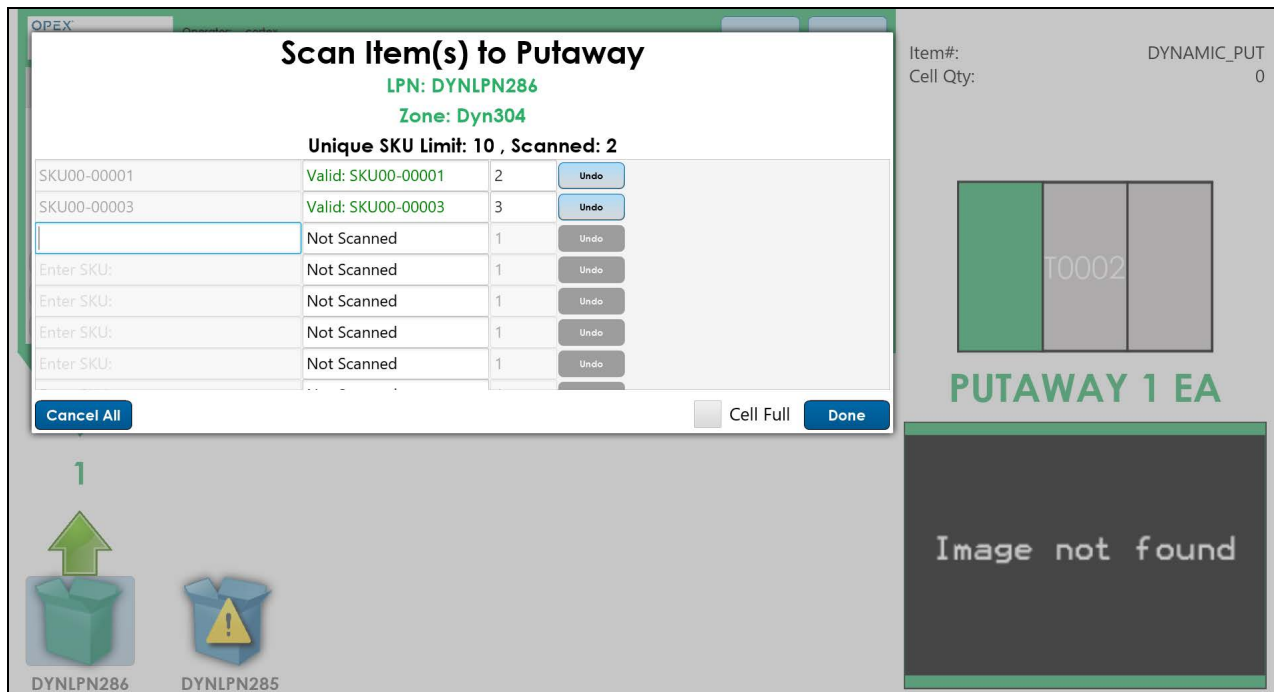 OPEX
Scan Item(s) to Putaway
LPN: DYNLPN286
Zone: Dyn304
Unique SKU Limit: 10 , Scanned: 2
SKU00-00001 Valid: SKU00-00001 2 Undo
SKU00-00003 Valid: SKU00-00003 3 Undo
Not Scanned 1 Undo
Enter SKU: Not Scanned 1 Undo
Enter SKU: Not Scanned 1 Undo
Enter SKU: Not Scanned 1 Undo
Enter SKU: Not Scanned 1 Undo
Cancel All Cell Full Done
1
DYNLPN286 DYNLPN285
Item#: DYNAMIC_PUT
Cell Qty: 0
T0002
PUTAWAY 1 EA
Image not found